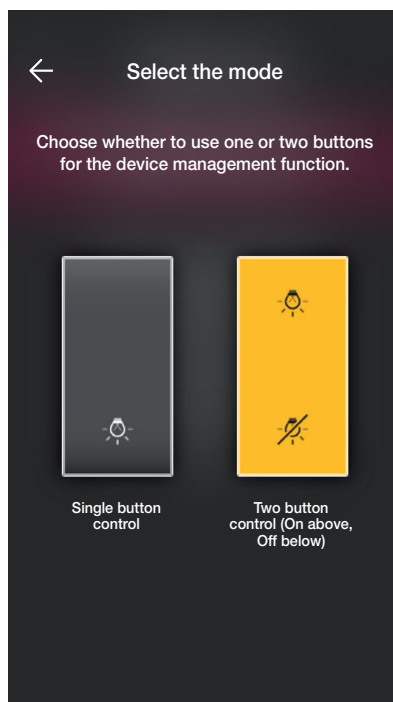 Select the mode
Choose whether to use one or two buttons
for the device management function.
Single button
control
Two button
control (On above,
Off below)